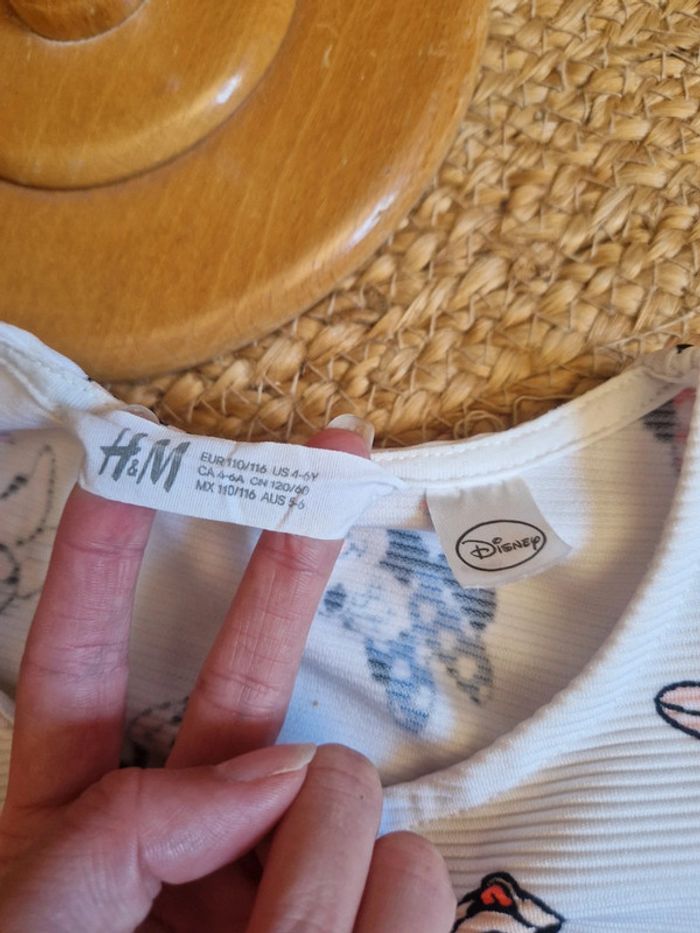 H&M
EUR 110/116 US 4-6Y
CA 4-6A CN 120/60
MX 110/116 AUS 5-6
Disney